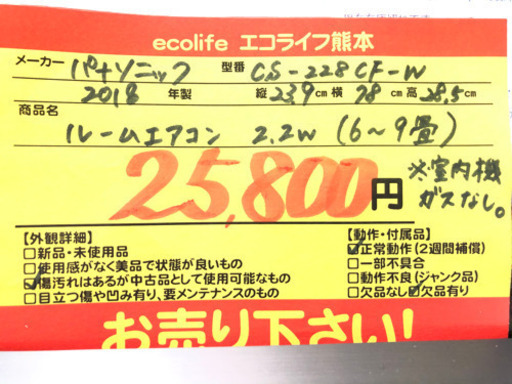 ecolife エコライフ熊本
メーカー パナソニック 型番 CS-228CF-W
2018 年製 縦 23.9cm 横 78cm 高 28.5cm
商品名
ルームエアコン 2.2w (6～9畳)
25,800円
※室内機
ガスなし。
【外観詳細】
□新品・未使用品
□使用感がなく美品で状態が良いもの
☑傷汚れはあるが中古品として使用可能なもの
□目立つ傷や凹み有り、要メンテナンスのもの
【動作・付属品】
☑正常動作(2週間補償)
□一部不具合
□動作不良(ジャンク品)
□欠品なし☑欠品有り
お売り下さい!